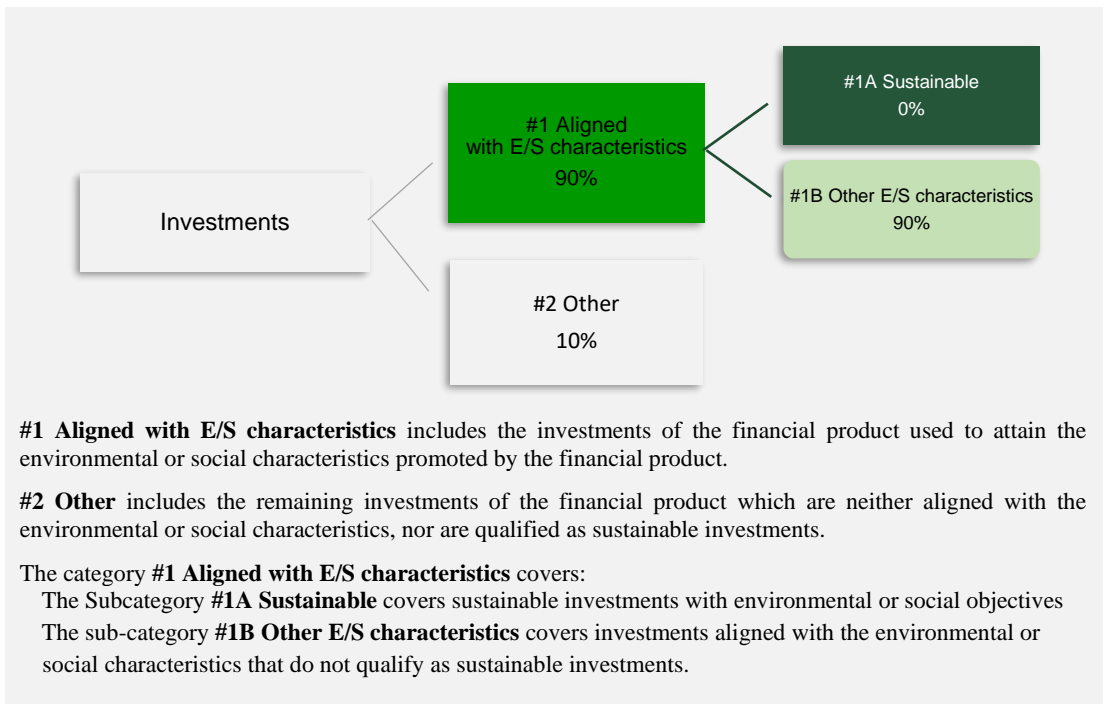 #1A Sustainable
0%
#1 Aligned
with E/S characteristics
90%
#1B Other E/S characteristics
90%
Investments
#2 Other
10%
#1 Aligned with E/S characteristics includes the investments of the financial product used to attain the
environmental or social characteristics promoted by the financial product.
#2 Other includes the remaining investments of the financial product which are neither aligned with the
environmental or social characteristics, nor are qualified as sustainable investments.
The category #1 Aligned with E/S characteristics covers:
The Subcategory #1A Sustainable covers sustainable investments with environmental or social objectives
The sub-category #1B Other E/S characteristics covers investments aligned with the environmental or
social characteristics that do not qualify as sustainable investments.